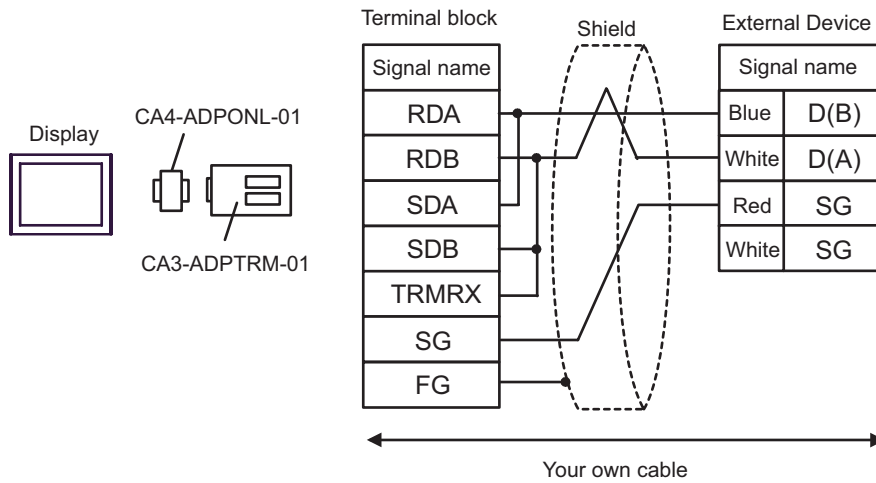 Display
CA4-ADPONL-01
CA3-ADPTRM-01
Terminal block
Signal name
RDA
RDB
SDA
SDB
TRMRX
SG
FG
Shield
External Device
Signal name
Blue D(B)
White D(A)
Red SG
White SG
Your own cable